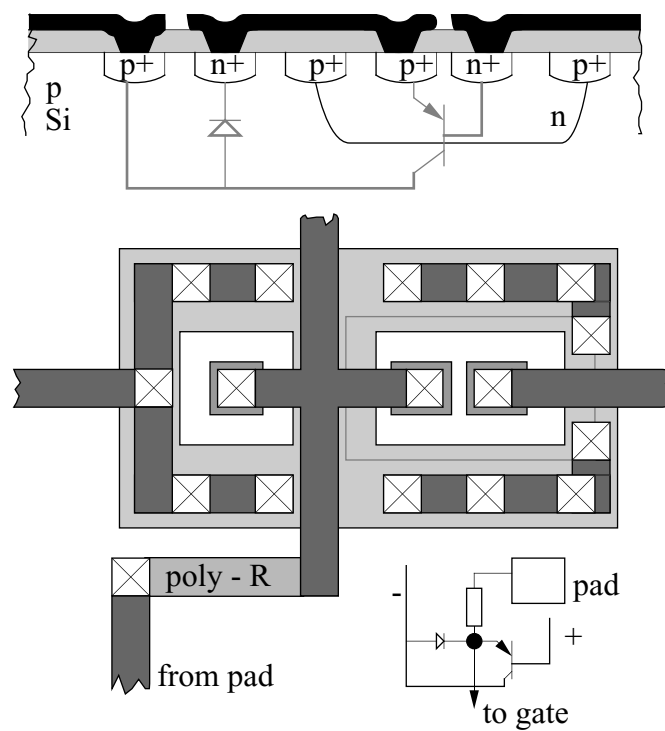 p+ n+ p+ p+ n+ p+
p n
Si
poly - R
from pad
pad
- +
to gate